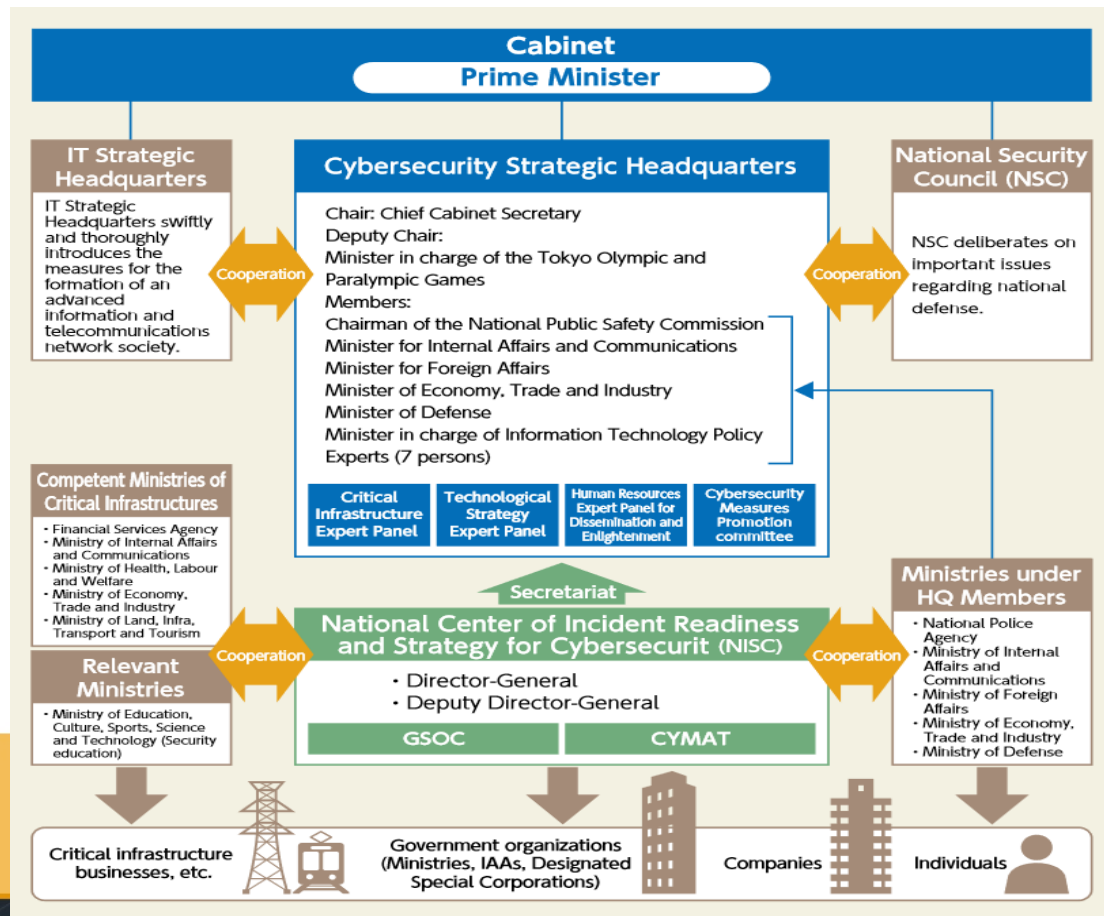 Cabinet
Prime Minister
IT Strategic
Headquarters
IT Strategic
Headquarters swiftly
and thoroughly
introduces the
measures for the
formation of an
advanced
information and
telecommunications
network society.
Cooperation
Cybersecurity Strategic Headquarters
Chair: Chief Cabinet Secretary
Deputy Chair:
Minister in charge of the Tokyo Olympic and
Paralympic Games
Members:
Chairman of the National Public Safety Commission
Minister for Internal Affairs and Communications
Minister for Foreign Affairs
Minister of Economy, Trade and Industry
Minister of Defense
Minister in charge of Information Technology Policy
Experts (7 persons)
Critical
Infrastructure
Expert Panel
Technological
Strategy
Expert Panel
Human Resources
Expert Panel for
Dissemination and
Enlightenment
Cybersecurity
Measures
Promotion
committee
Cooperation
National Security
Council (NSC)
NSC deliberates on
important issues
regarding national
defense.
Competent Ministries of
Critical Infrastructures
・Financial Services Agency
・Ministry of Internal Affairs
and Communications
・Ministry of Health, Labour
and Welfare
・Ministry of Economy,
Trade and Industry
・Ministry of Land, Infra,
Transport and Tourism
Relevant
Ministries
・Ministry of Education,
Culture, Sports, Science
and Technology (Security
education)
Cooperation
Secretariat
National Center of Incident Readiness
and Strategy for Cybersecurit (NISC)
・Director-General
・Deputy Director-General
GSOC
CYMAT
Cooperation
Ministries under
HQ Members
・National Police
Agency
・Ministry of Internal
Affairs and
Communications
・Ministry of Foreign
Affairs
・Ministry of Economy,
Trade and Industry
・Ministry of Defense
Critical infrastructure
businesses, etc.
Government organizations
(Ministries, IAAs, Designated
Special Corporations)
Companies
Individuals